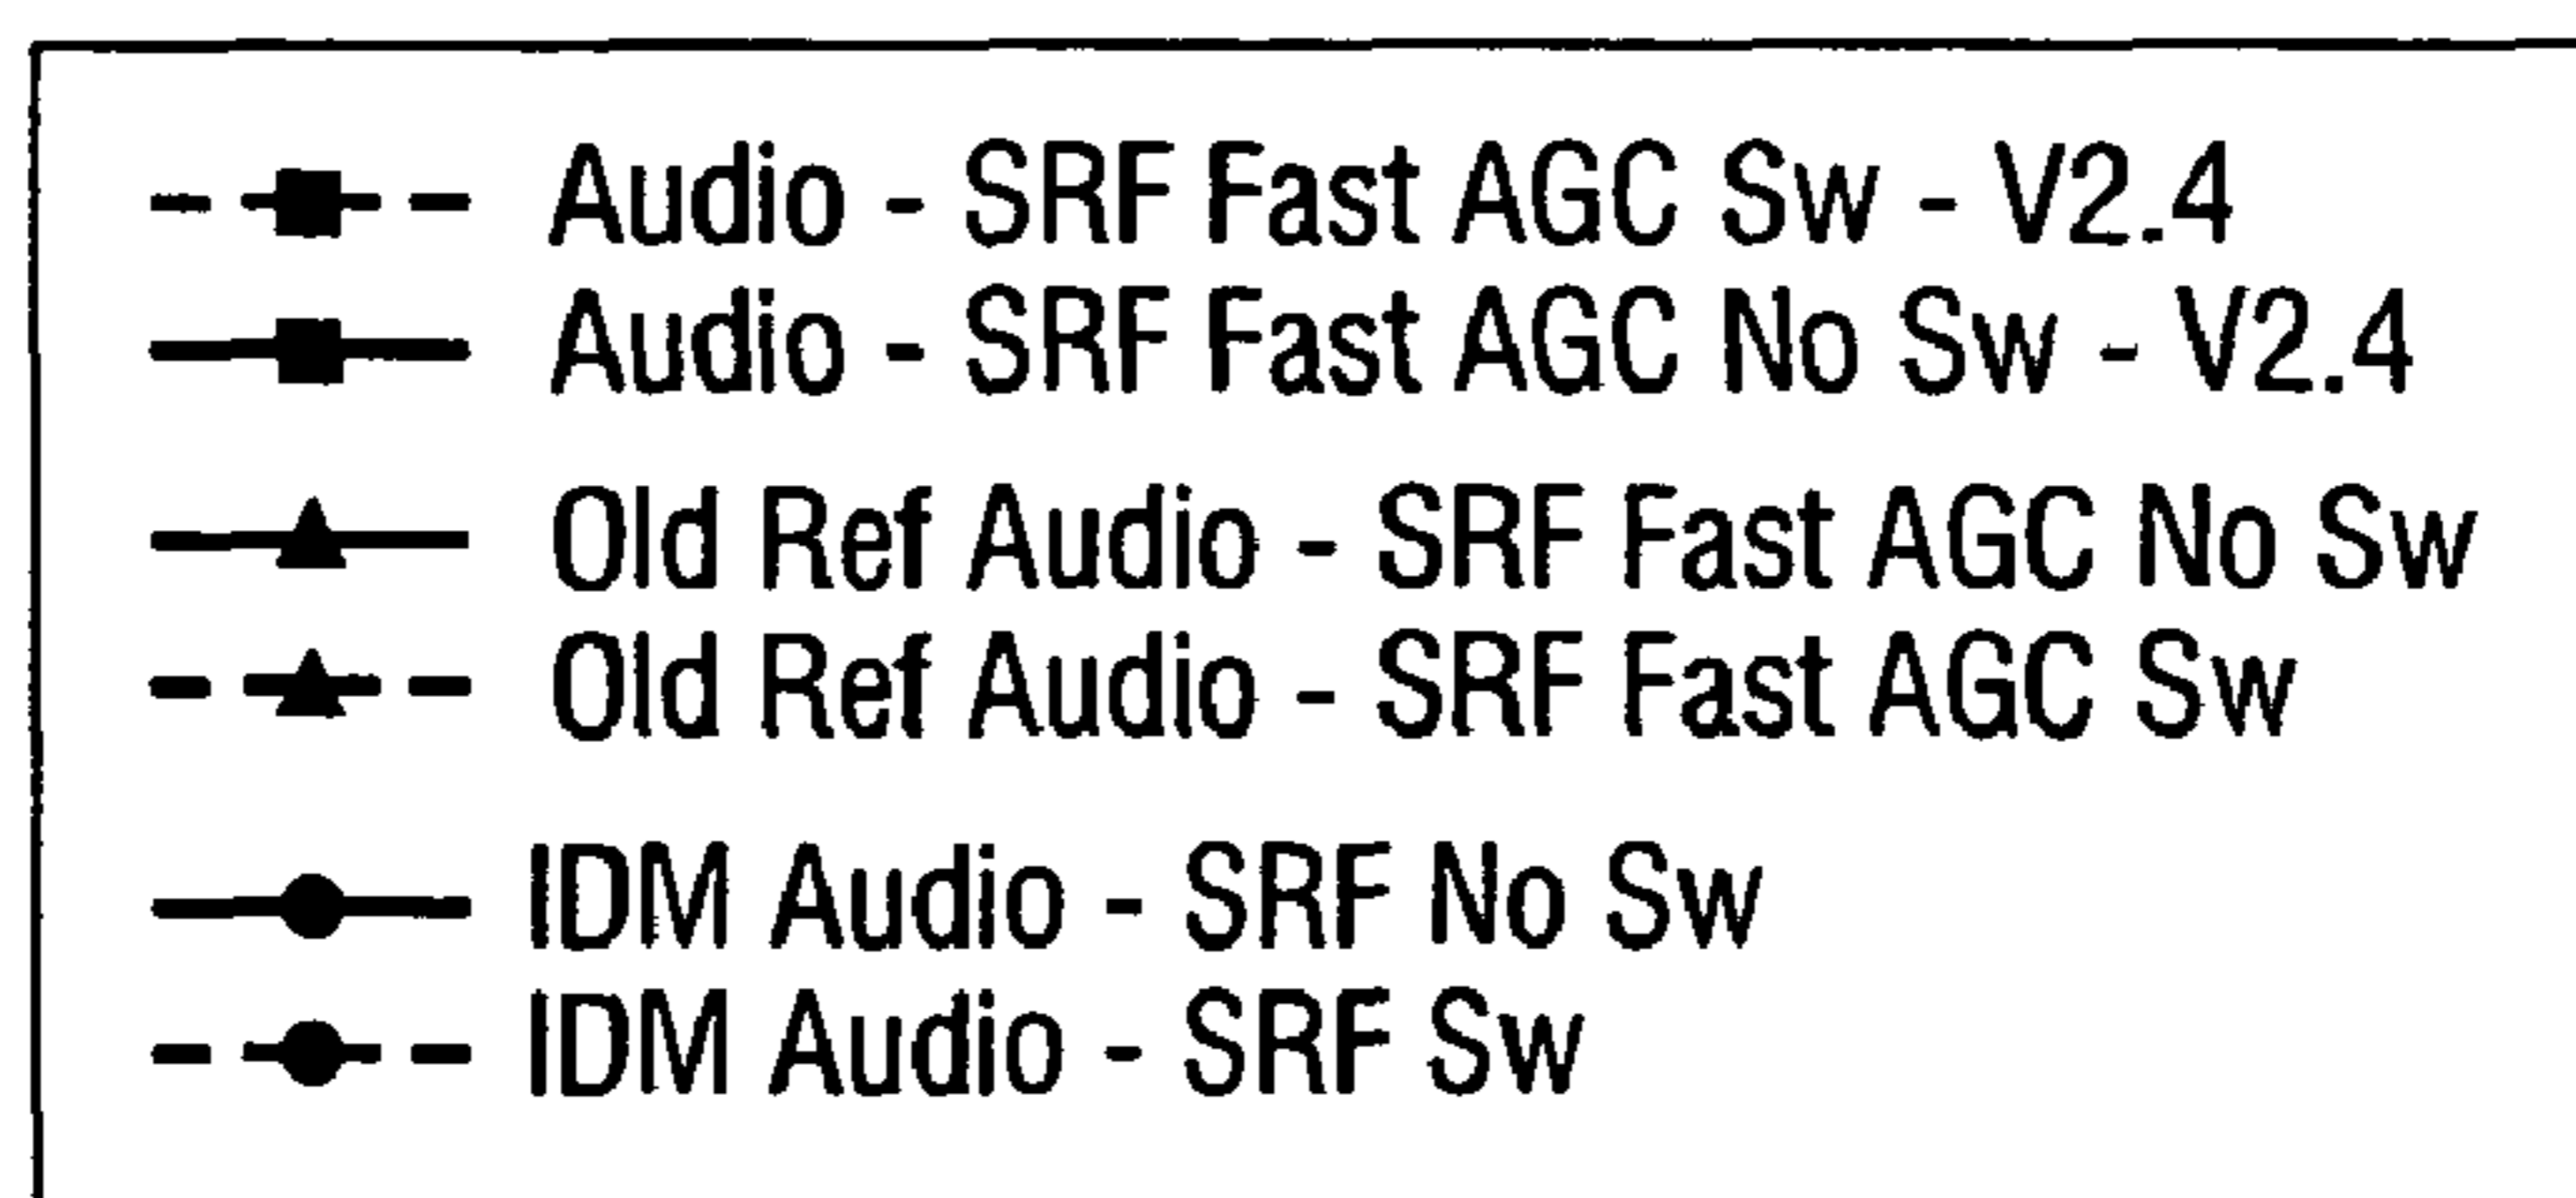 Audio - SRF Fast AGC Sw - V2.4
Audio - SRF Fast AGC No Sw - V2.4
Old Ref Audio - SRF Fast AGC No Sw
Old Ref Audio - SRF Fast AGC Sw
IDM Audio - SRF No Sw
IDM Audio - SRF Sw